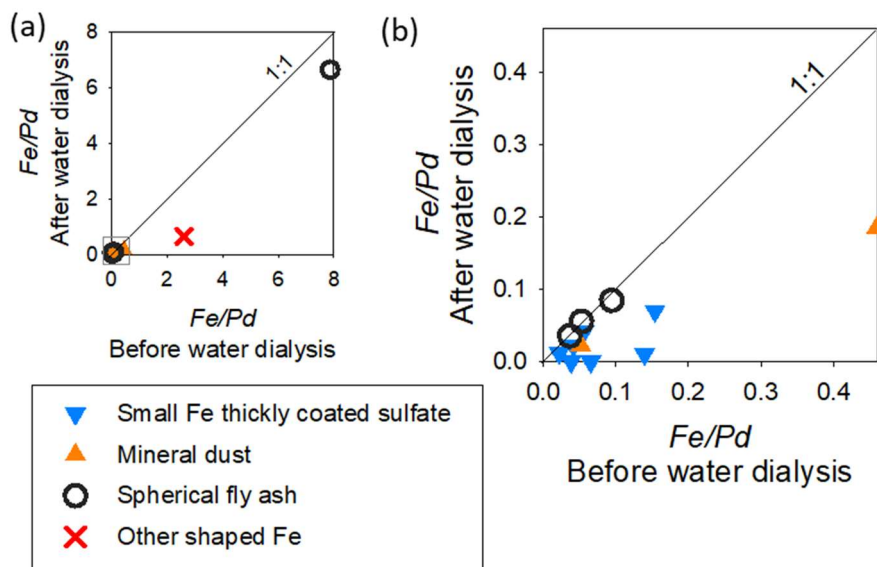 (a)
8
6
4
2
0
Fe/Pd
After water dialysis
1:1
0 2 4 6 8
Fe/Pd
Before water dialysis
(b)
0.4
0.3
0.2
0.1
0.0
Fe/Pd
After water dialysis
1:1
0.0 0.1 0.2 0.3 0.4
Fe/Pd
Before water dialysis
Small Fe thickly coated sulfate
Mineral dust
Spherical fly ash
Other shaped Fe